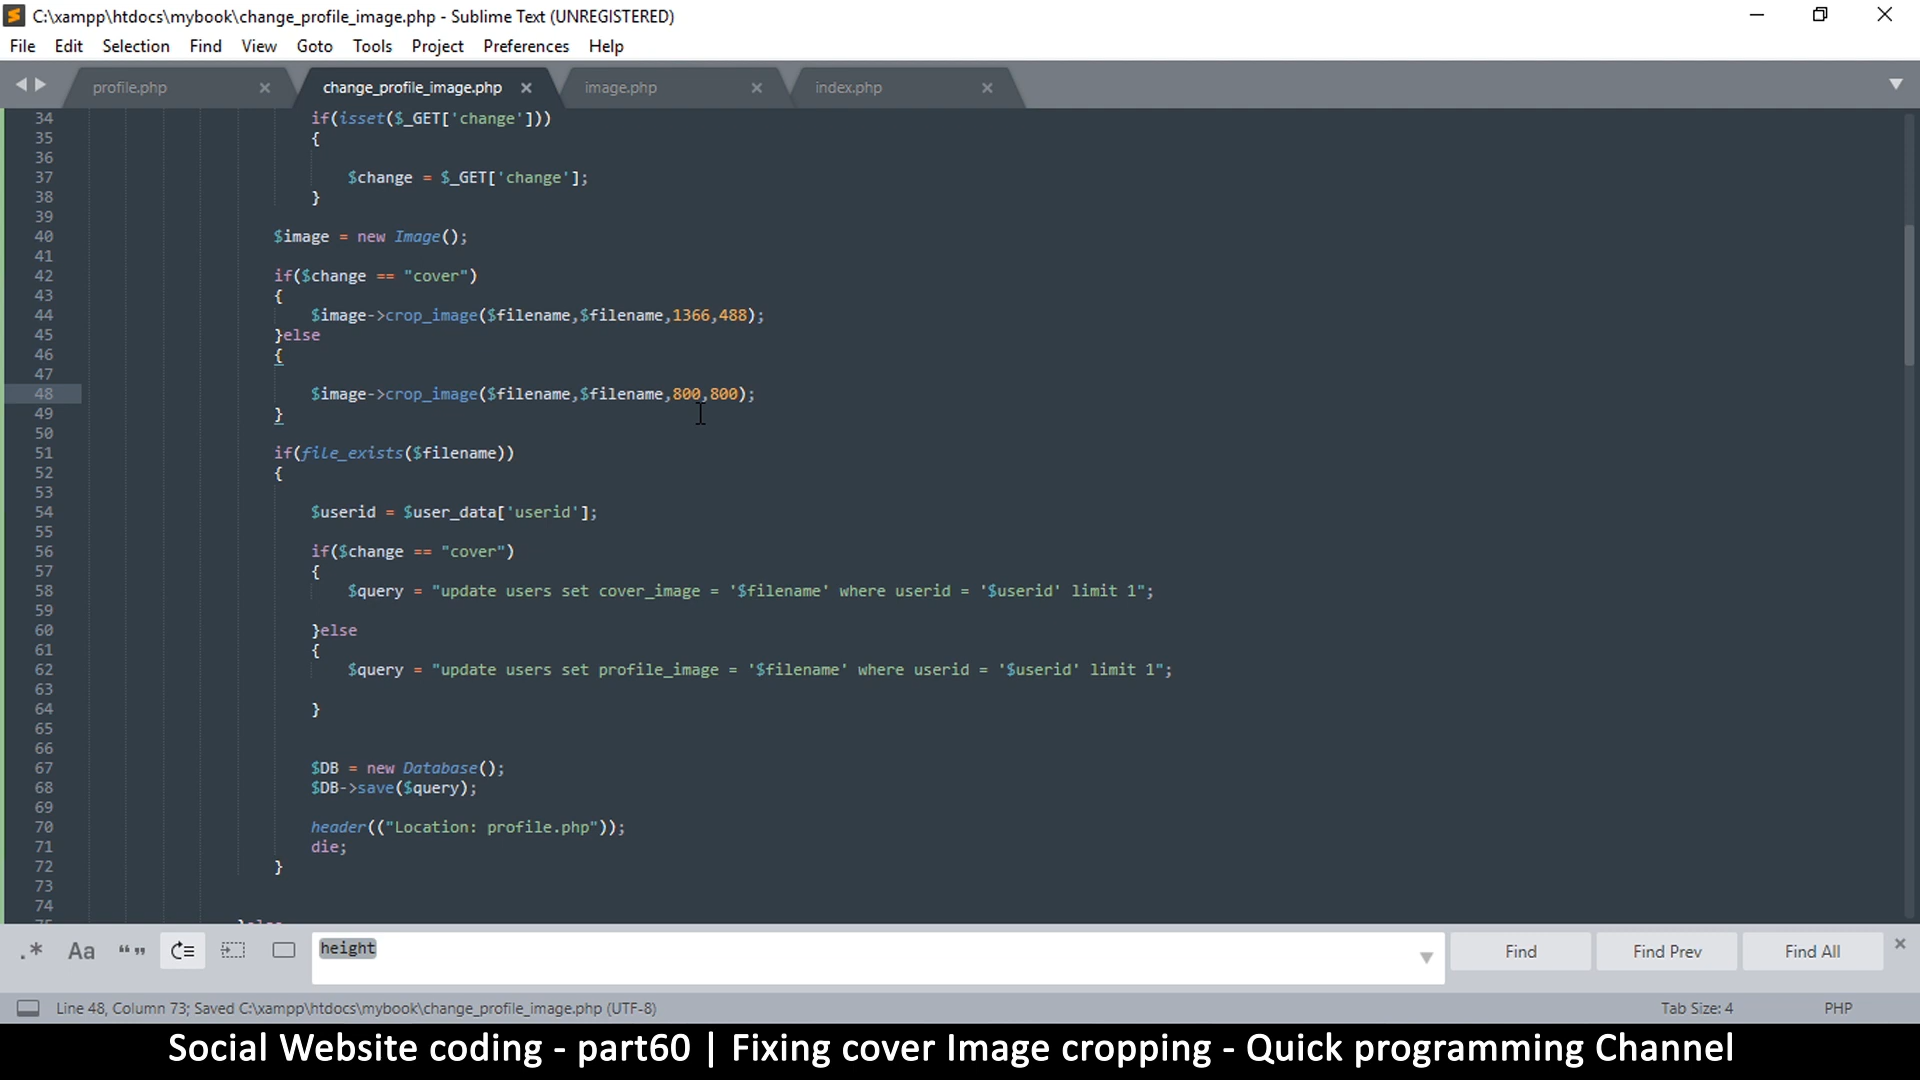 C:\xampp\htdocs\mybook\change_profile_image.php - Sublime Text (UNREGISTERED)
File Edit Selection Find View Goto Tools Project Preferences Help
profile.php change_profile_image.php image.php index.php
34 if(isset($_GET['change']))
35 {
36
37 $change = $_GET['change'];
38 }
39
40 $image = new Image();
41
42 if($change == "cover")
43 {
44 $image->crop_image($filename,$filename,1366,488);
45 }else
46 {
47
48 $image->crop_image($filename,$filename,800,800);
49 }
50
51 if(file_exists($filename))
52 {
53
54 $userid = $user_data['userid'];
55
56 if($change == "cover")
57 {
58 $query = "update users set cover_image = '$filename' where userid = '$userid' limit 1";
59
60 }else
61 {
62 $query = "update users set profile_image = '$filename' where userid = '$userid' limit 1";
63
64 }
65
66
67 $DB = new Database();
68 $DB->save($query);
69
70 header(("Location: profile.php"));
71 die;
72 }
73
74
.* Aa “” height Find Find Prev Find All
Line 48, Column 73; Saved C:\xampp\htdocs\mybook\change_profile_image.php (UTF-8) Tab Size: 4 PHP
Social Website coding - part60 | Fixing cover Image cropping - Quick programming Channel